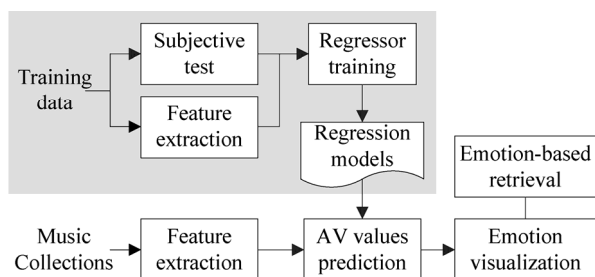 Training
data
Subjective
test
Feature
extraction
Regressor
training
Regression
models
Emotion-based
retrieval
Music
Collections
Feature
extraction
AV values
prediction
Emotion
visualization